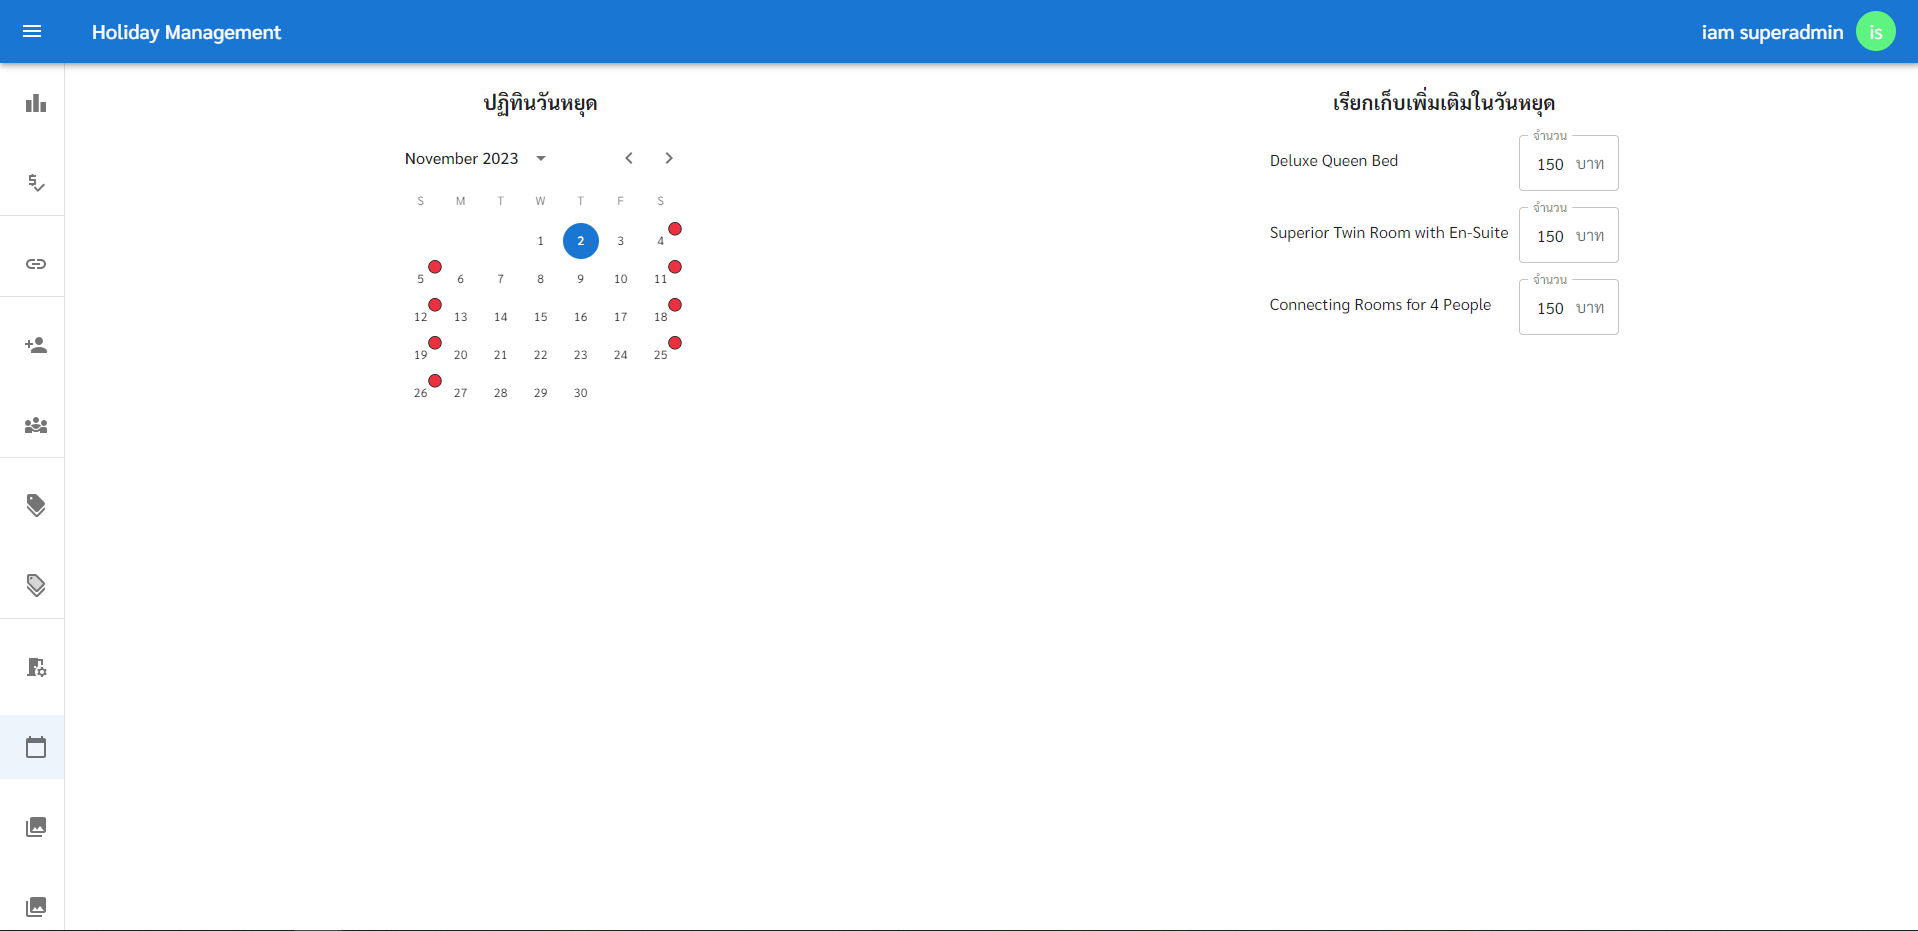 Holiday Management
iam superadmin
is
ปฏิทินวันหยุด
November 2023
S M T W T F S
1 2 3 4
5 6 7 8 9 10 11
12 13 14 15 16 17 18
19 20 21 22 23 24 25
26 27 28 29 30
เรียกเก็บเพิ่มเติมในวันหยุด
จำนวน
Deluxe Queen Bed 150 บาท
จำนวน
Superior Twin Room with En-Suite 150 บาท
จำนวน
Connecting Rooms for 4 People 150 บาท